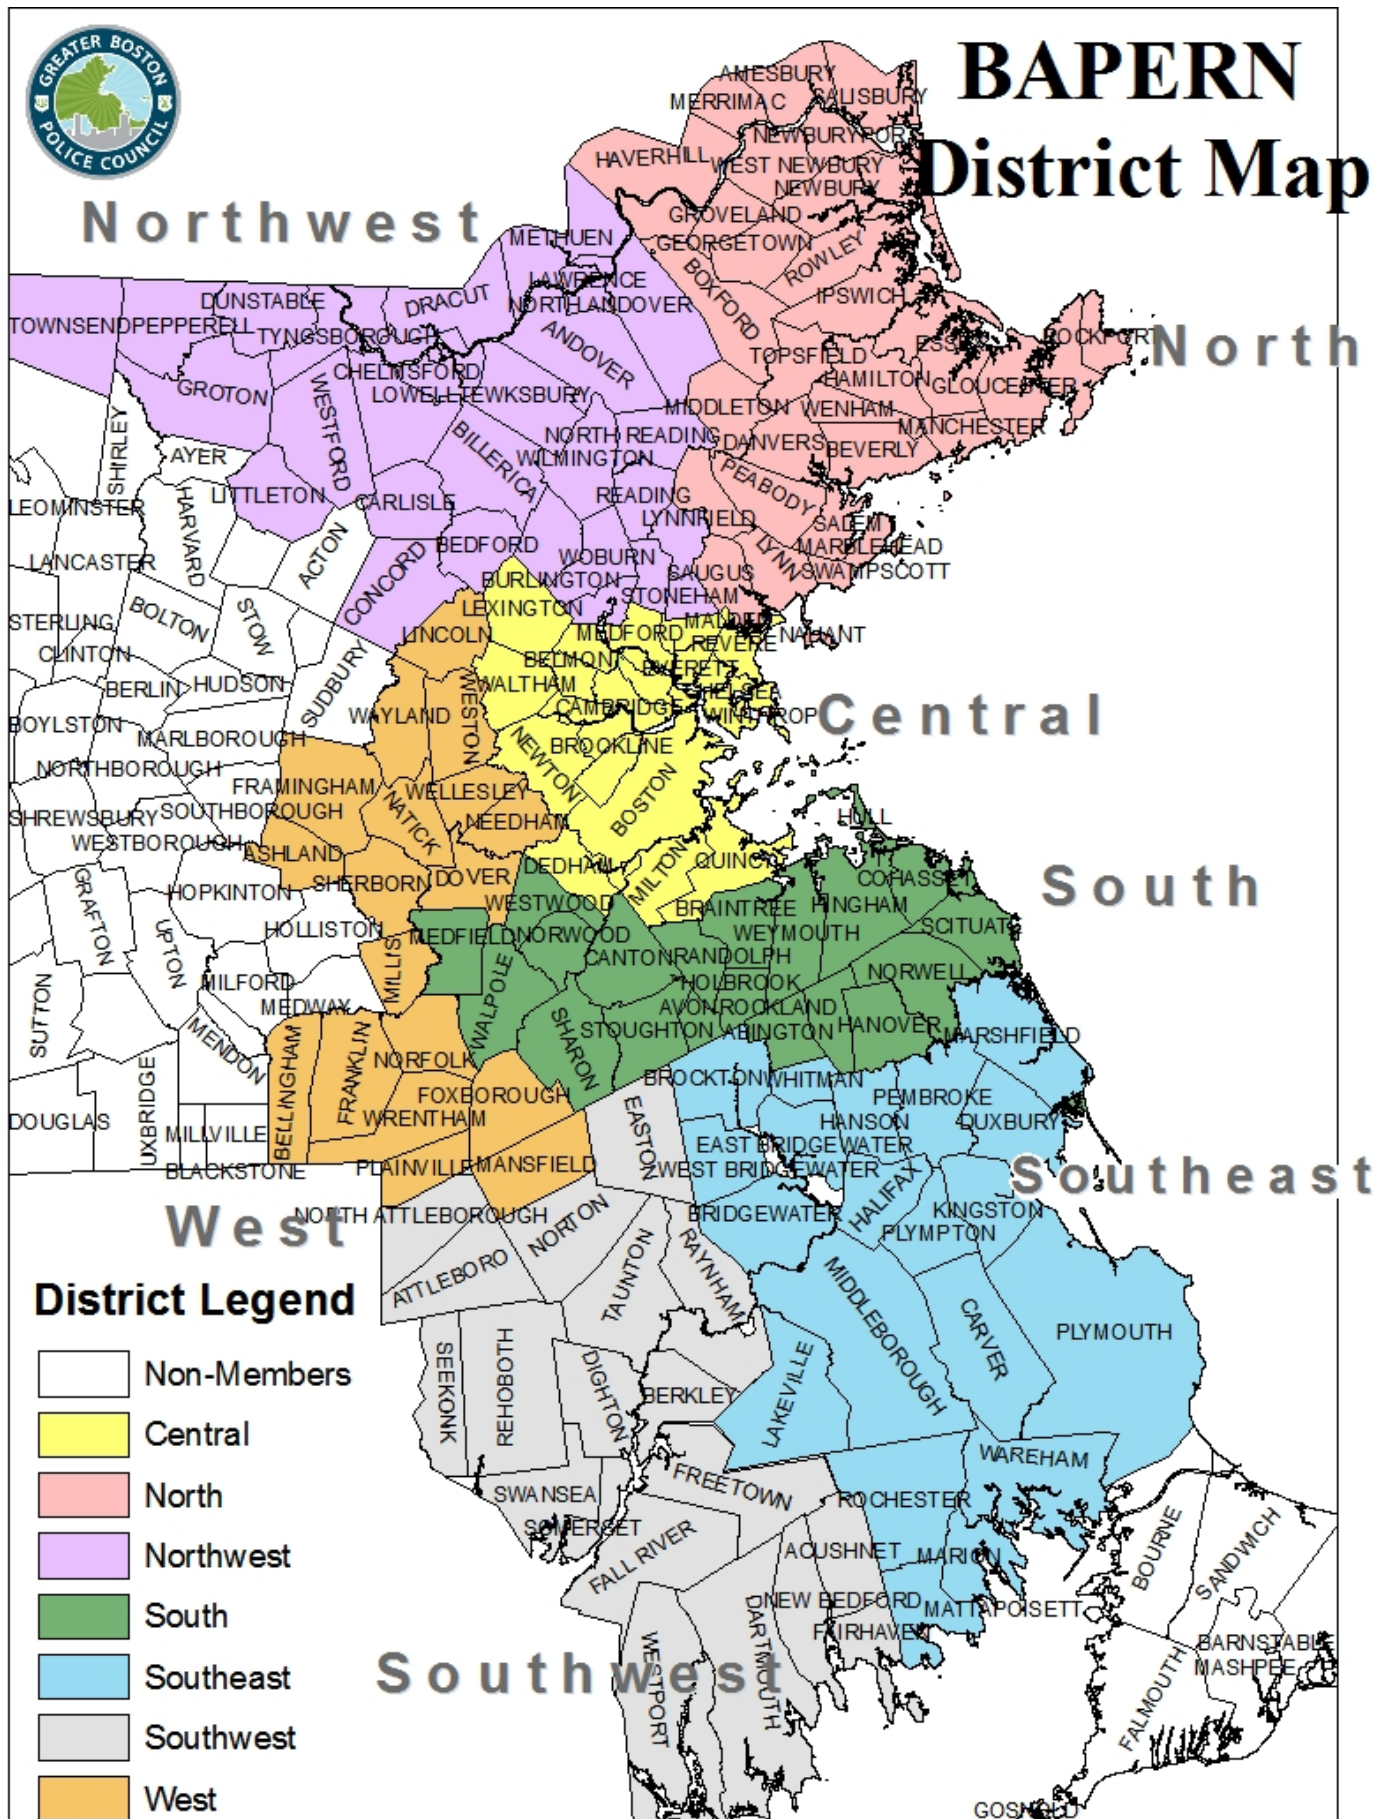 GREATER BOSTON
POLICE COUNCIL
BAPERN
District Map
Northwest
North
Central
South
Southeast
West
Southwest
AMESBURY
MERRIMAC
SALISBURY
NEWBURYPORT
HAVERHILL
WEST NEWBURY
NEWBURY
GROVELAND
GEORGETOWN
ROWLEY
BOXFORD
IPSWICH
METHUEN
LAWRENCE
NORTH ANDOVER
DUNSTABLE
DRACUT
TOWNSEND
PEPPERELL
TYNGSBOROUGH
ANDOVER
ESSEX
ROCKPORT
TOPSFIELD
CHELMSFORD
HAMILTON
GLOUCESTER
GROTON
LOWELL
TEWKSBURY
WESTFORD
MIDDLETON
WENHAM
MANCHESTER
SHIRLEY
BILLERICA
NORTH READING
DANVERS
BEVERLY
AYER
WILMINGTON
PEABODY
LITTLETON
CARLISLE
READING
LEOMINSTER
HARVARD
LYNNFIELD
SALEM
ACTON
BEDFORD
WOBURN
LYNN
MARBLEHEAD
LANCASTER
CONCORD
BURLINGTON
SAUGUS
SWAMPSCOTT
STONEHAM
BOLTON
STOW
LEXINGTON
MALDEN
STERLING
LINCOLN
MEDFORD
REVERE
NAHANT
CLINTON
BELMONT
EVERETT
BERLIN
HUDSON
SUDBURY
WALTHAM
CHELSEA
BOYLSTON
WAYLAND
WESTON
CAMBRIDGE
WINTHROP
MARLBOROUGH
NEWTON
BROOKLINE
NORTHBOROUGH
FRAMINGHAM
WELLESLEY
BOSTON
SHREWSBURY
SOUTHBOROUGH
NATICK
NEEDHAM
HULL
WESTBOROUGH
ASHLAND
DEDHAM
MILTON
QUINCY
GRAFTON
HOPKINTON
SHERBORN
DOVER
COHASSET
WESTWOOD
BRAINTREE
HINGHAM
UPTON
HOLLISTON
MEDFIELD
NORWOOD
WEYMOUTH
SCITUATE
MILLIS
CANTON
RANDOLPH
MILFORD
HOLBROOK
NORWELL
SUTTON
MEDWAY
WALPOLE
AVON
ROCKLAND
MENDON
SHARON
STOUGHTON
ABINGTON
HANOVER
MARSHFIELD
BELLINGHAM
FRANKLIN
NORFOLK
BROCKTON
WHITMAN
FOXBOROUGH
PEMBROKE
DOUGLAS
UXBRIDGE
WRENTHAM
EASTON
HANSON
DUXBURY
MILLVILLE
EAST BRIDGEWATER
BLACKSTONE
PLAINVILLE
MANSFIELD
WEST BRIDGEWATER
HALIFAX
NORTH ATTLEBOROUGH
NORTON
BRIDGEWATER
KINGSTON
PLYMPTON
ATTLEBORO
TAUNTON
RAYNHAM
MIDDLEBOROUGH
CARVER
PLYMOUTH
SEEKONK
REHOBOTH
DIGHTON
BERKLEY
LAKEVILLE
WAREHAM
SWANSEA
FREETOWN
ROCHESTER
SOMERSET
FALL RIVER
ACUSHNET
MARION
BOURNE
SANDWICH
NEW BEDFORD
MATTAPOISETT
WESTPORT
DARTMOUTH
FAIRHAVEN
BARNSTABLE
MASHPEE
FALMOUTH
GOSNOLD
District Legend
Non-Members
Central
North
Northwest
South
Southeast
Southwest
West